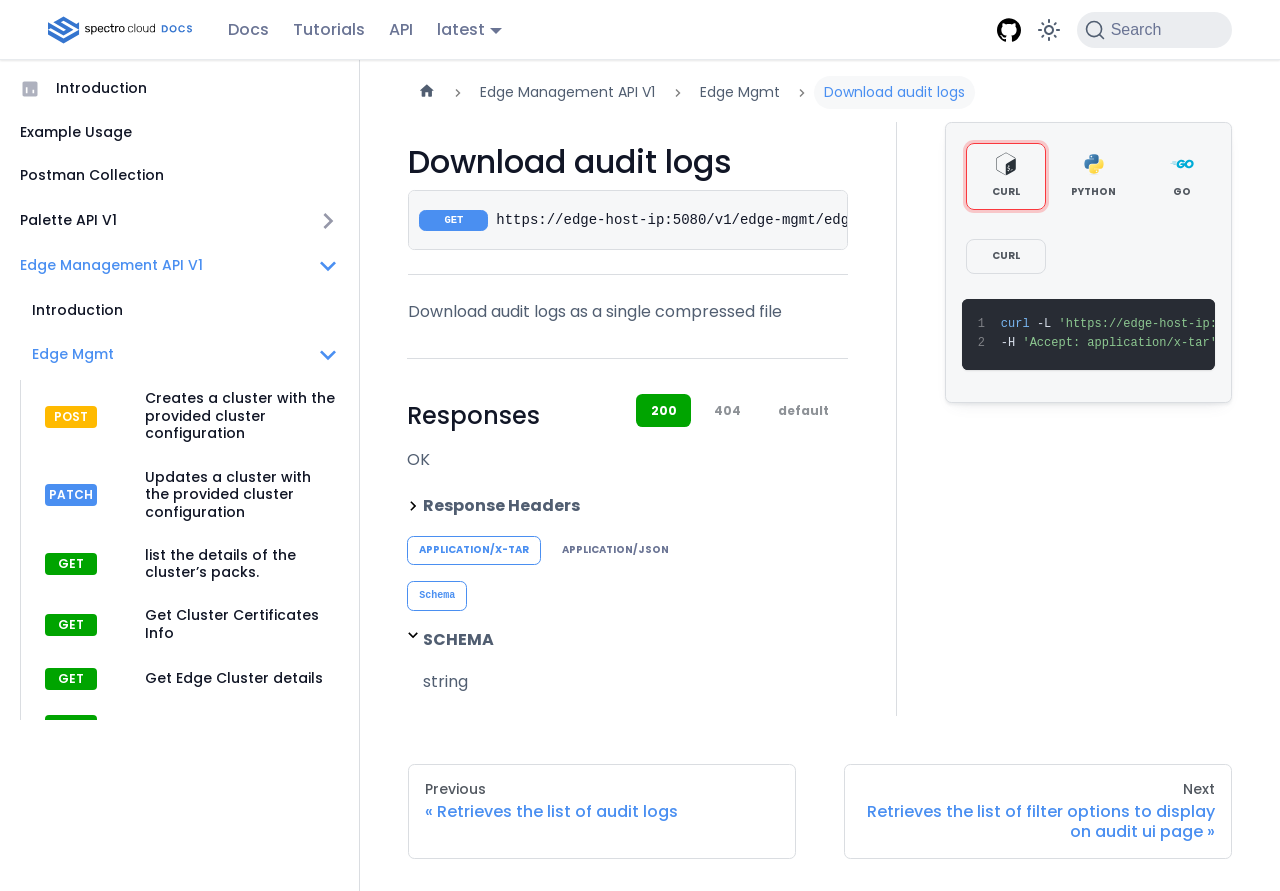 spectro cloud DOCS
Docs
Tutorials
API
latest
Search
Introduction
Example Usage
Postman Collection
Palette API V1
Edge Management API V1
Introduction
Edge Mgmt
POST
Creates a cluster with the
provided cluster
configuration
PATCH
Updates a cluster with
the provided cluster
configuration
GET
list the details of the
cluster’s packs.
GET
Get Cluster Certificates
Info
GET
Get Edge Cluster details
Edge Management API V1
Edge Mgmt
Download audit logs
Download audit logs
GET
https://edge-host-ip:5080/v1/edge-mgmt/edg
Download audit logs as a single compressed file
Responses
200
404
default
OK
Response Headers
APPLICATION/X-TAR
APPLICATION/JSON
Schema
SCHEMA
string
CURL
PYTHON
GO
CURL
1 curl -L 'https://edge-host-ip:
2 -H 'Accept: application/x-tar'
Previous
« Retrieves the list of audit logs
Next
Retrieves the list of filter options to display
on audit ui page »